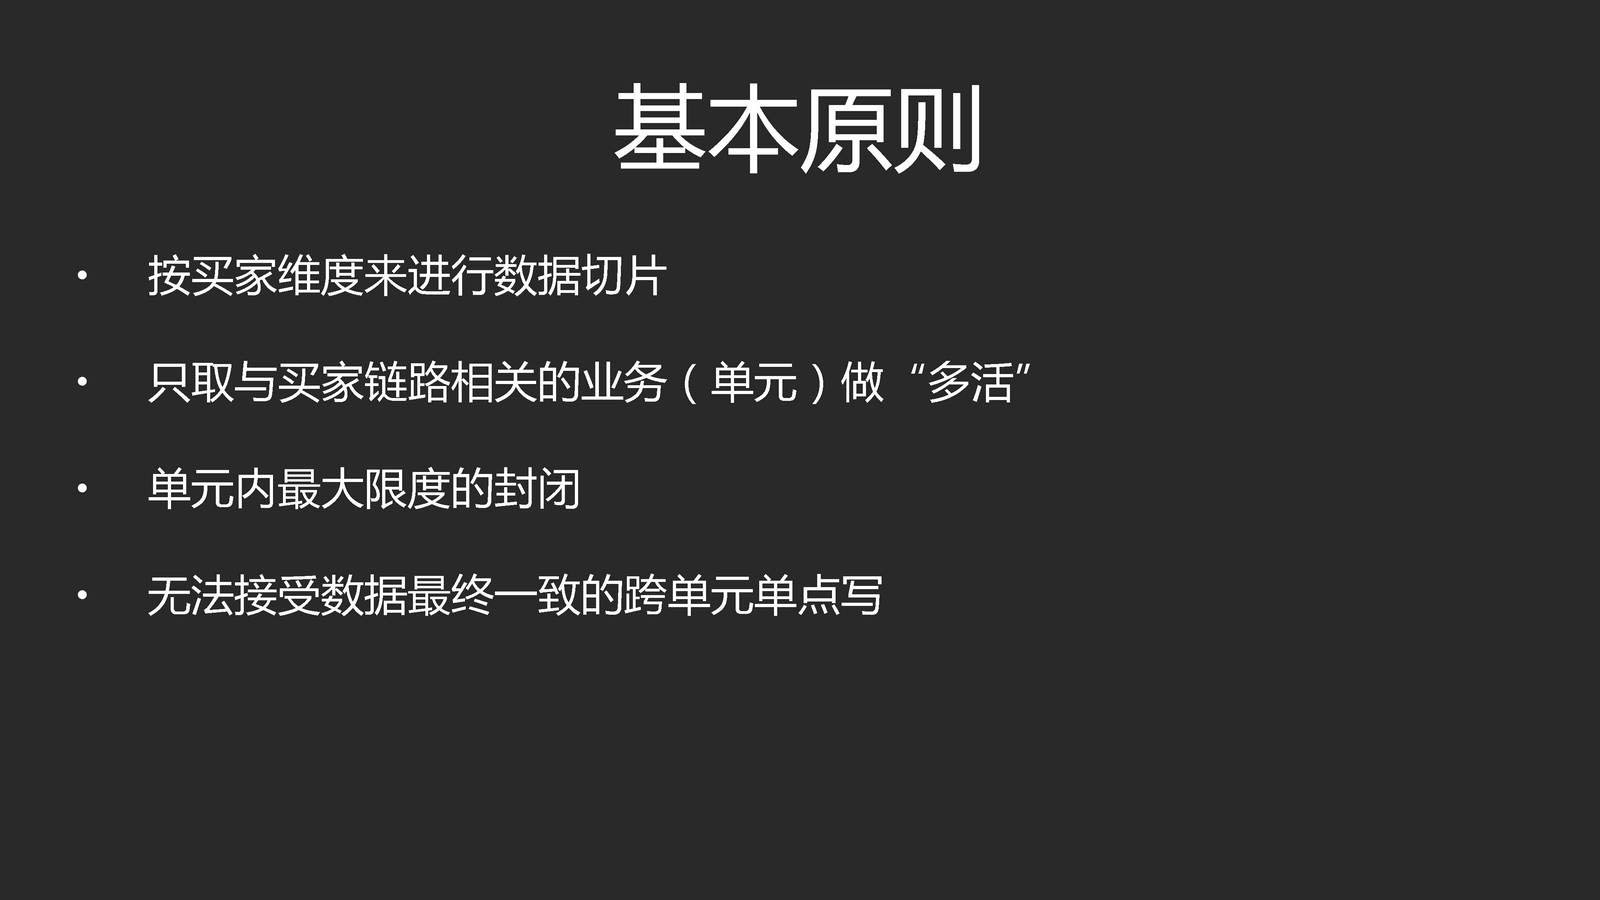 基本原则
• 按买家维度来进行数据切片
• 只取与买家链路相关的业务（单元）做“多活”
• 单元内最大限度的封闭
• 无法接受数据最终一致的跨单元单点写